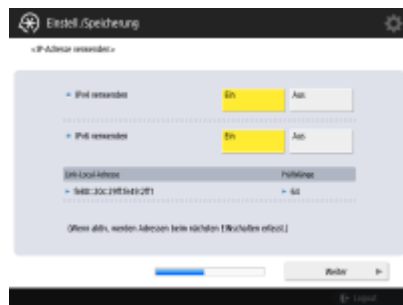 Einstell./Speicherung
<IP-Adresse verwenden>
IPv4 verwenden Ein Aus
IPv6 verwenden Ein Aus
Link-Local-Adresse Präfixlänge
64
(Wenn aktiv, werden Adressen beim nächsten Einschalten erfasst.)
Weiter
Logout